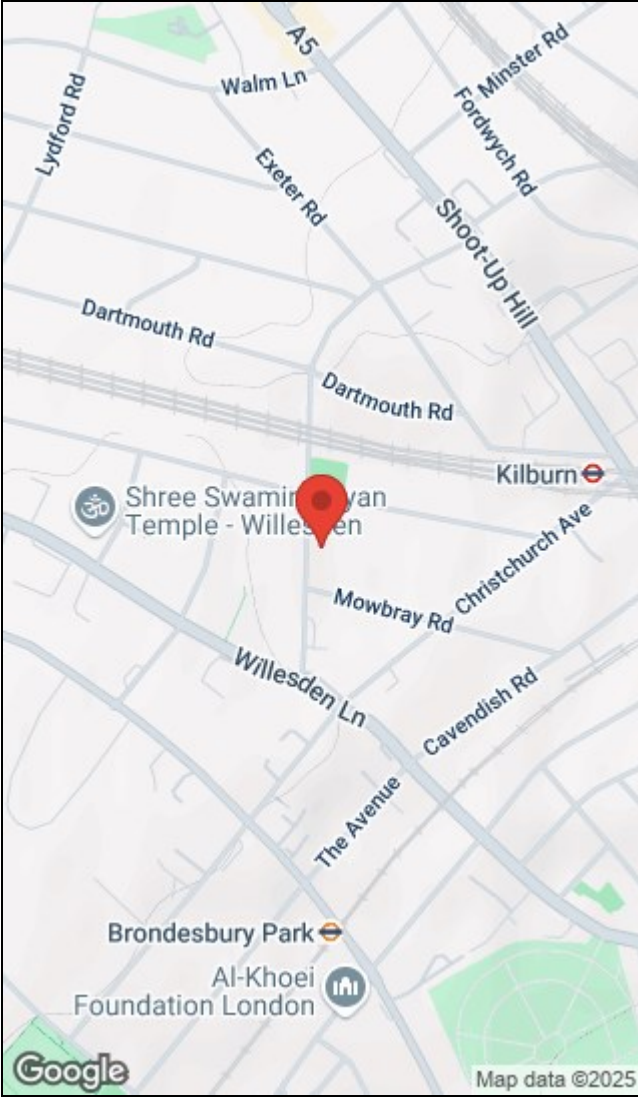 A5
Walm Ln
Minster Rd
Lydford Rd
Fordwych Rd
Exeter Rd
Shoot-Up Hill
Dartmouth Rd
Dartmouth Rd
Kilburn
Shree Swamin yan
Temple - Willes en
Christchurch Ave
Mowbray Rd
Willesden Ln
Cavendish Rd
The Avenue
Brondesbury Park
Al-Khoei
Foundation London
Google
Map data ©2025